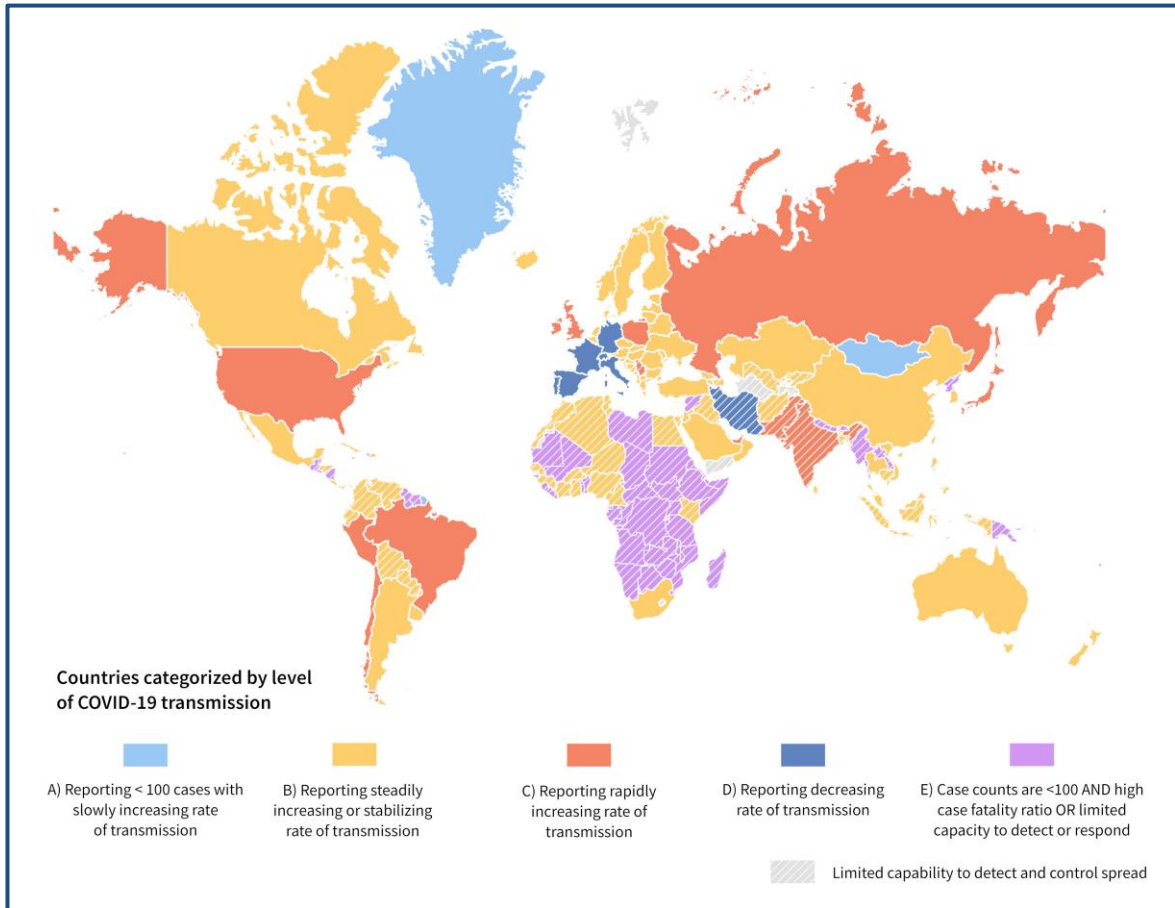 Countries categorized by level
of COVID-19 transmission
A) Reporting < 100 cases with
slowly increasing rate
of transmission
B) Reporting steadily
increasing or stabilizing
rate of transmission
C) Reporting rapidly
increasing rate of
transmission
D) Reporting decreasing
rate of transmission
E) Case counts are <100 AND high
case fatality ratio OR limited
capacity to detect or respond
Limited capability to detect and control spread